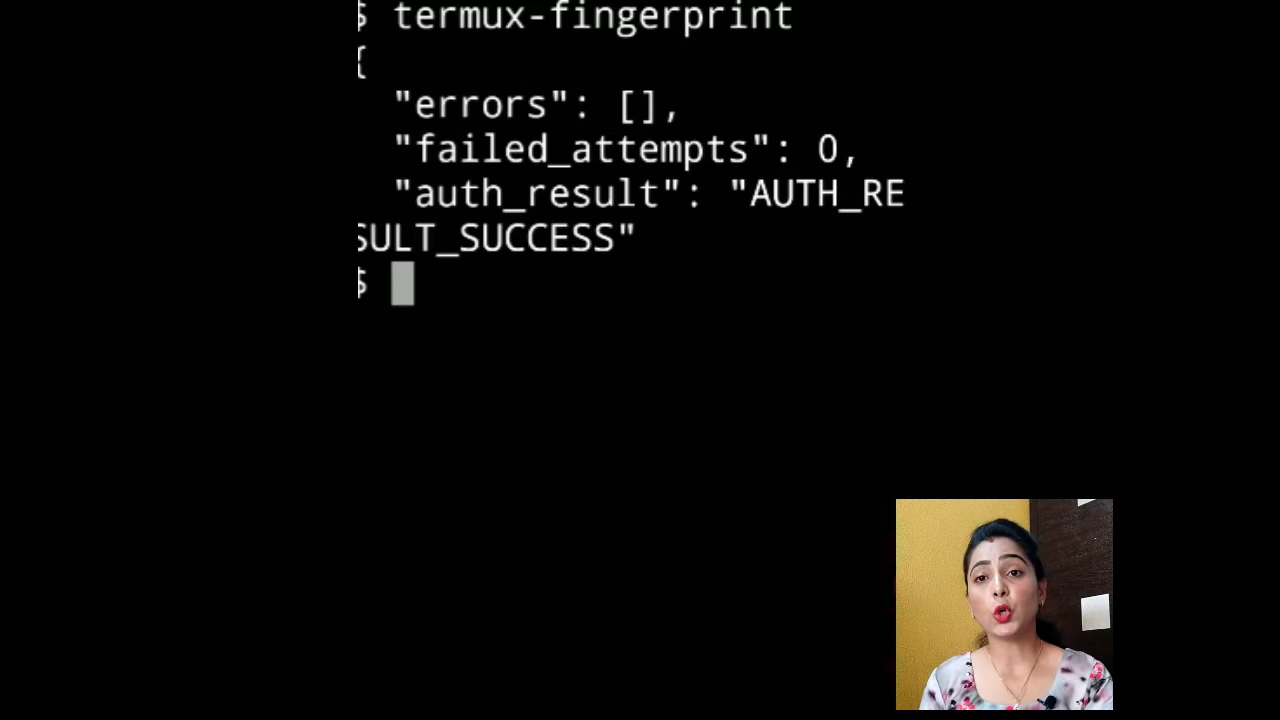 $ termux-fingerprint
{
"errors": [],
"failed_attempts": 0,
"auth_result": "AUTH_RE
SULT_SUCCESS"
$